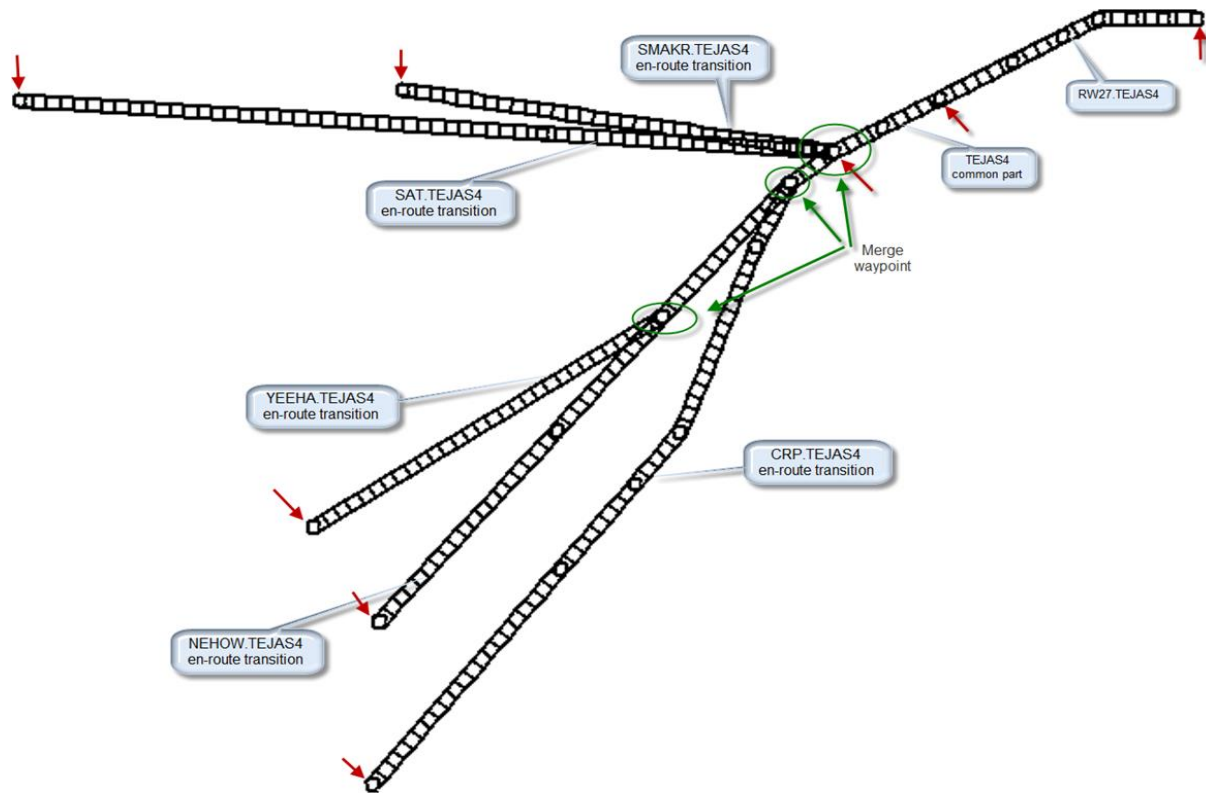 SMAKR.TEJAS4
en-route transition
RW27.TEJAS4
TEJAS4
common part
SAT.TEJAS4
en-route transition
Merge
waypoint
YEEHA.TEJAS4
en-route transition
CRP.TEJAS4
en-route transition
NEHOW.TEJAS4
en-route transition